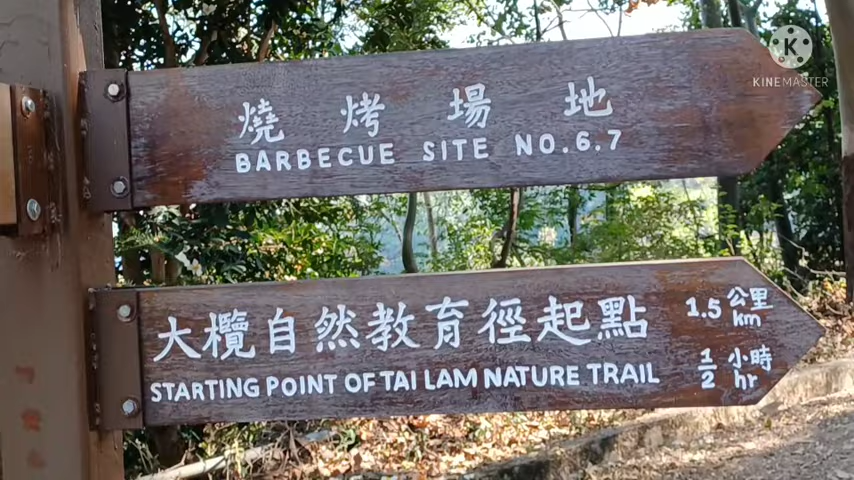 K
KINEMASTER
燒烤場地
BARBECUE SITE NO.6.7
大欖自然教育徑起點
STARTING POINT OF TAI LAM NATURE TRAIL
1.5 公里 km
1/2 小時 hr